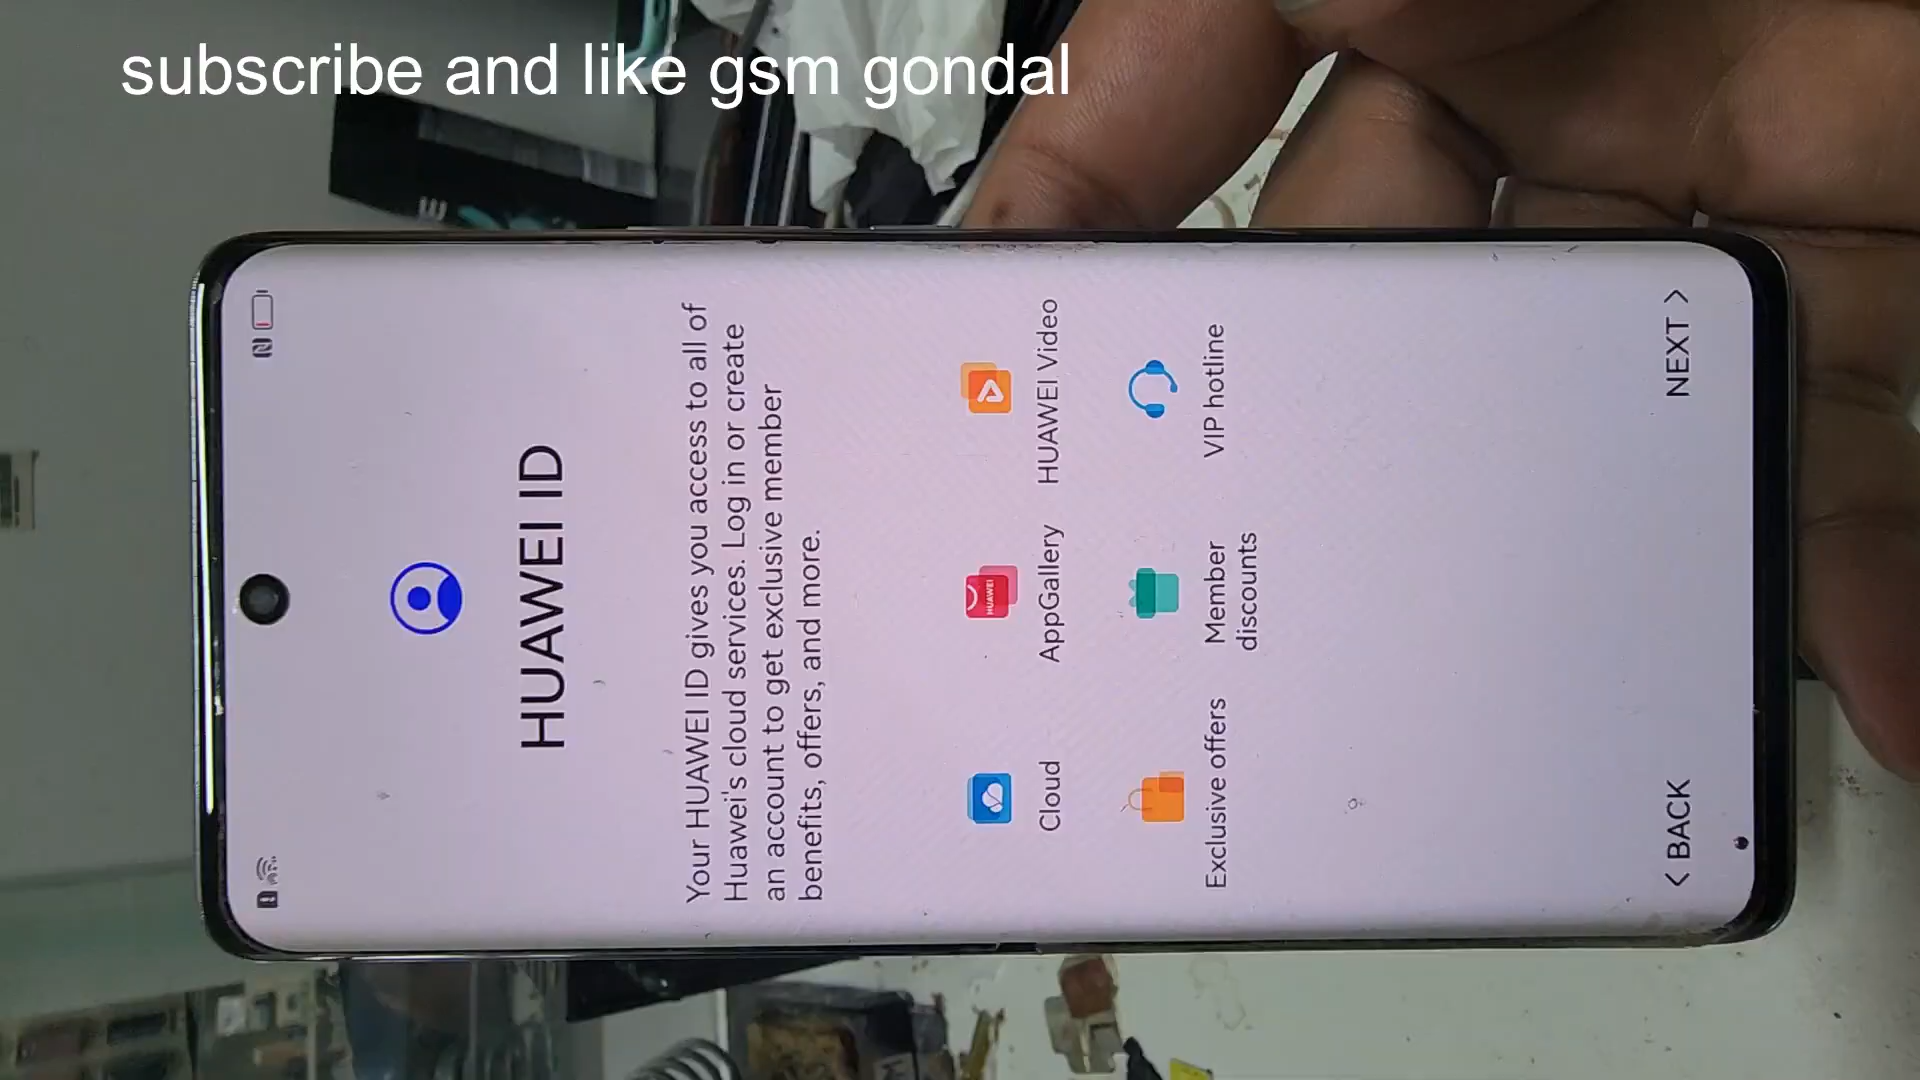 subscribe and like gsm gondal
HUAWEI ID
Your HUAWEI ID gives you access to all of
Huawei's cloud services. Log in or create
an account to get exclusive member
benefits, offers, and more.
Cloud
AppGallery
HUAWEI Video
HUAWEI
Exclusive offers
Member
discounts
VIP hotline
< BACK
NEXT >